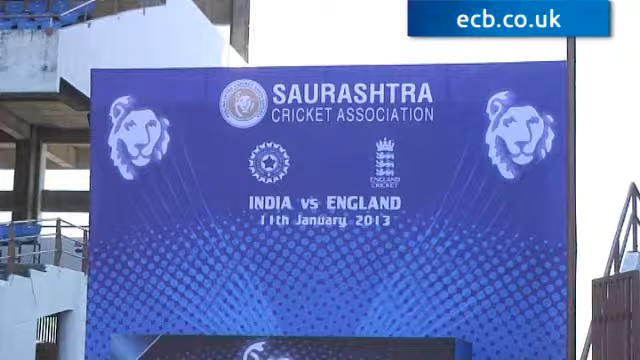 ecb.co.uk
SAURASHTRA
CRICKET ASSOCIATION
ENGLAND
CRICKET
INDIA vs ENGLAND
11th January 2013